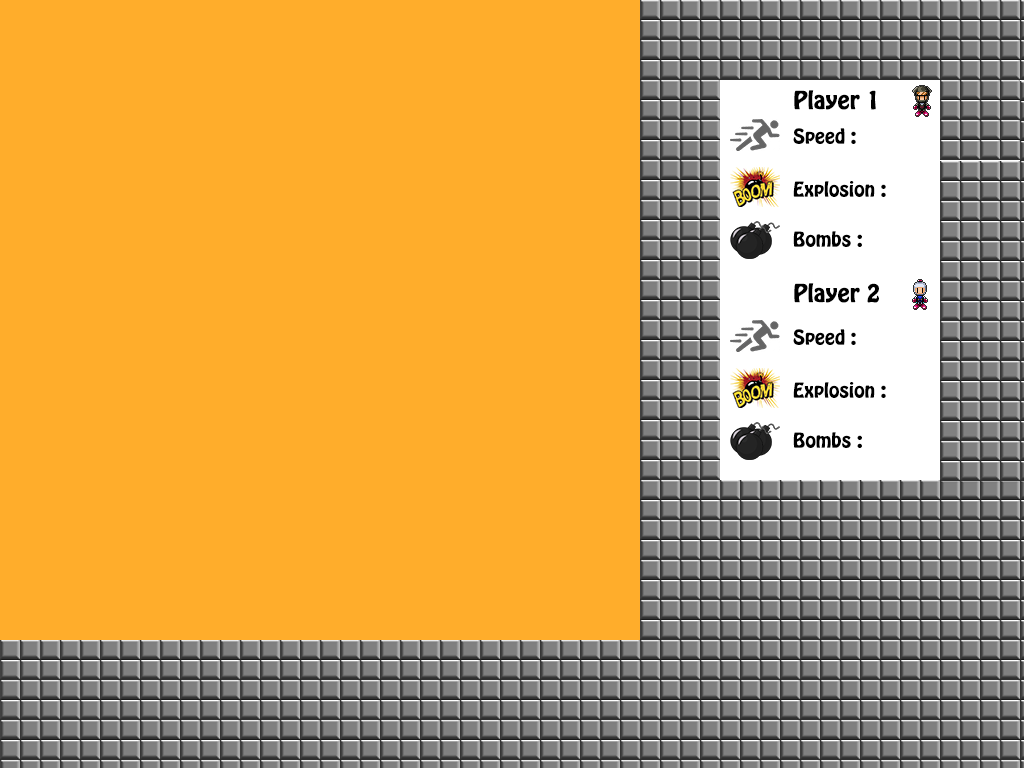 Player 1
Speed :
BOOM Explosion :
Bombs :
Player 2
Speed :
BOOM Explosion :
Bombs :